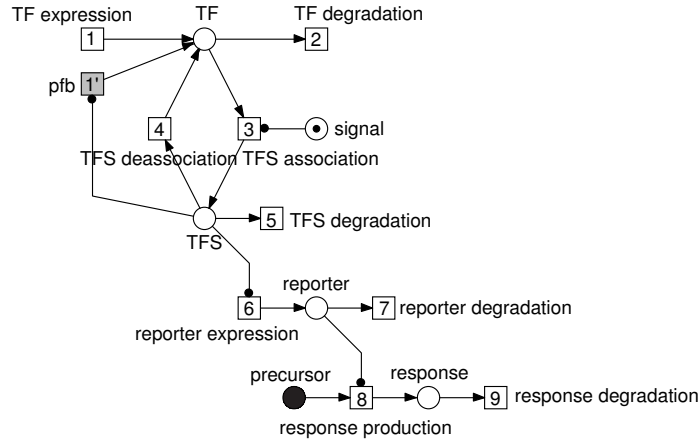 TF expression TF TF degradation
1 2
pfb 1'
4 3 signal
TFS deassociation TFS association
5 TFS degradation
TFS
reporter
6 7 reporter degradation
reporter expression
precursor response
8 9 response degradation
response production